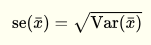 se(x̄) = √Var(x̄)